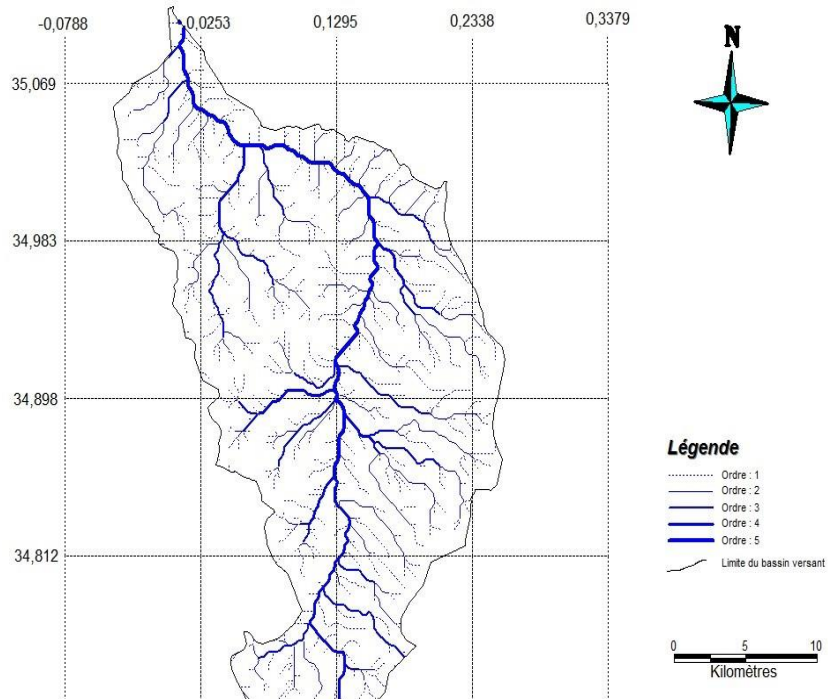 -0,0788
0,0253
0,1295
0,2338
0,3379
35,069
34,983
34,898
34,812
N
Légende
Ordre : 1
Ordre : 2
Ordre : 3
Ordre : 4
Ordre : 5
Limite du bassin versant
0 5 10
Kilomètres